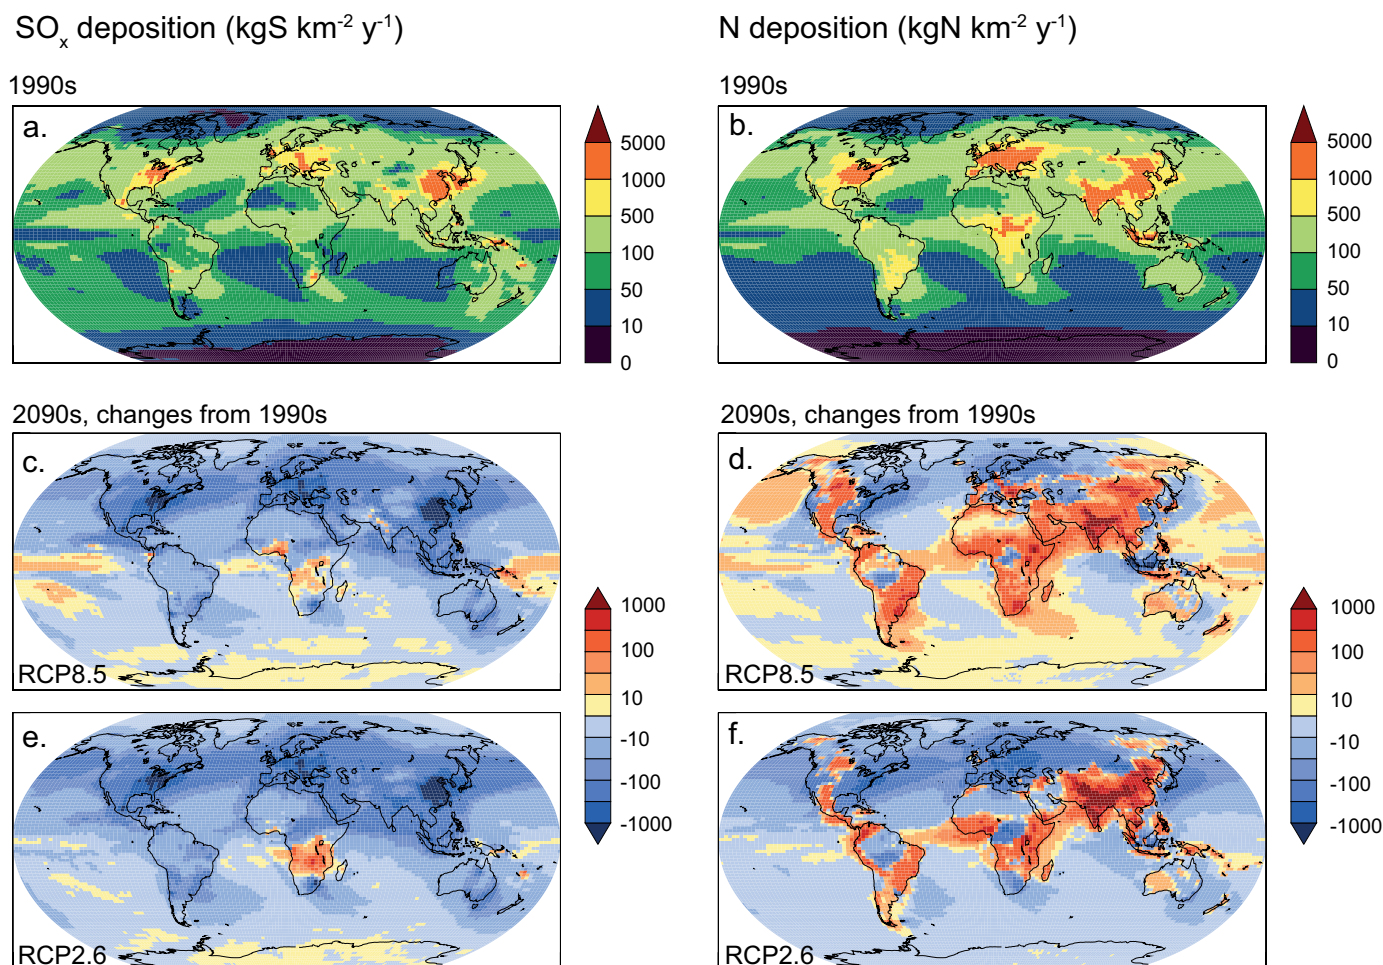 SOx deposition (kgS km-2 y-1)
N deposition (kgN km-2 y-1)
1990s
1990s
a.
5000
1000
500
100
50
10
0
b.
5000
1000
500
100
50
10
0
2090s, changes from 1990s
2090s, changes from 1990s
c.
RCP8.5
d.
RCP8.5
1000
100
10
-10
-100
-1000
1000
100
10
-10
-100
-1000
e.
RCP2.6
f.
RCP2.6